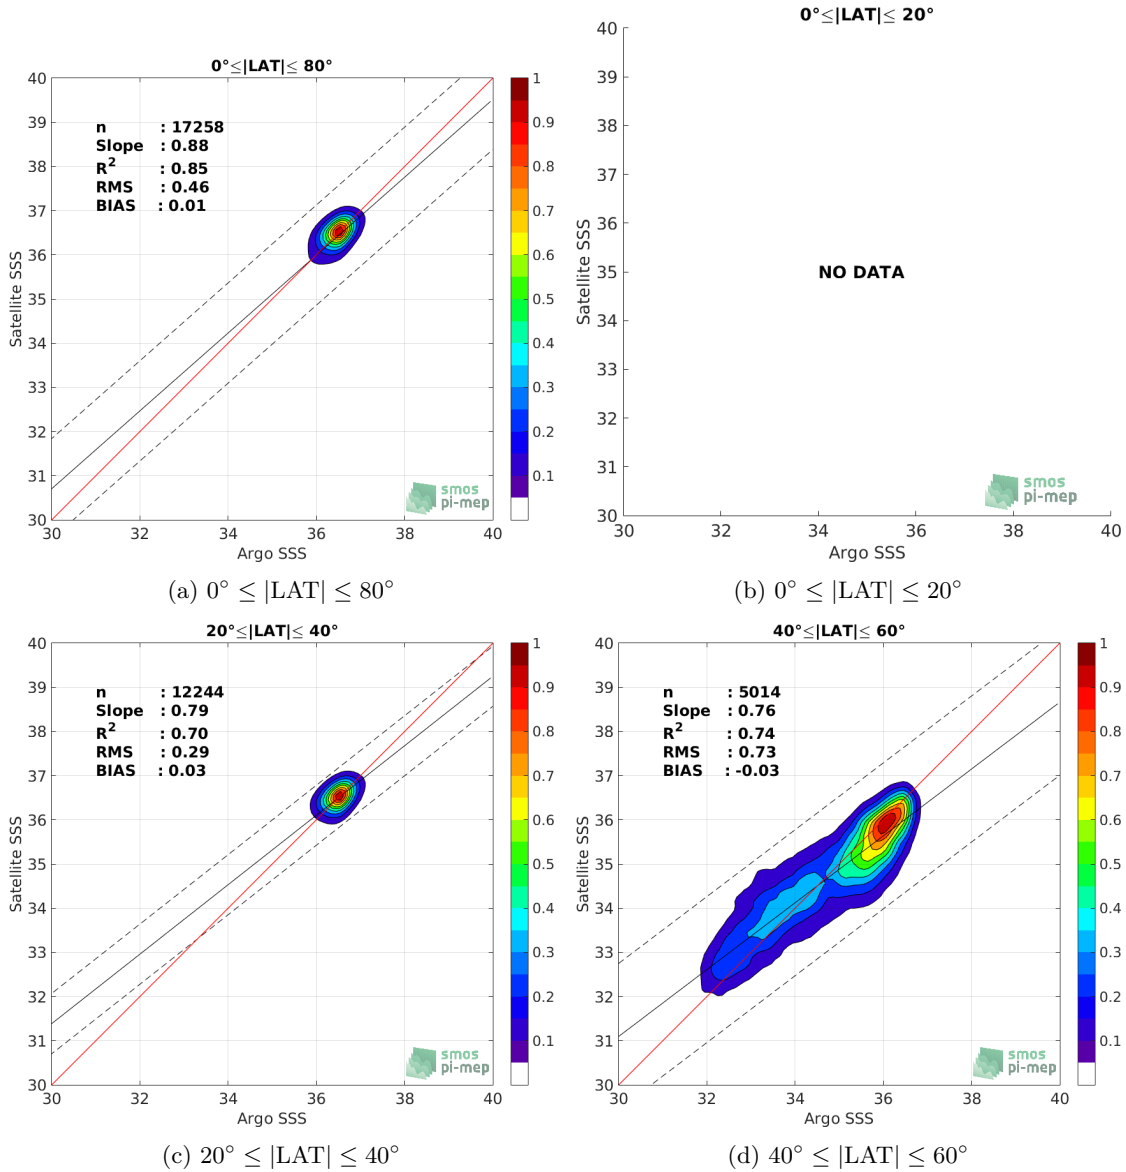 0°≤|LAT|≤ 80°
40
39
38
37
36
35
34
33
32
31
30
Satellite SSS
n : 17258
Slope : 0.88
R² : 0.85
RMS : 0.46
BIAS : 0.01
smos
pi-mep
30 32 34 36 38 40
Argo SSS
1
0.9
0.8
0.7
0.6
0.5
0.4
0.3
0.2
0.1
(a) 0° ≤ |LAT| ≤ 80°
0°≤|LAT|≤ 20°
40
39
38
37
36
35
34
33
32
31
30
Satellite SSS
NO DATA
smos
pi-mep
30 32 34 36 38 40
Argo SSS
(b) 0° ≤ |LAT| ≤ 20°
20°≤|LAT|≤ 40°
40
39
38
37
36
35
34
33
32
31
30
Satellite SSS
n : 12244
Slope : 0.79
R² : 0.70
RMS : 0.29
BIAS : 0.03
smos
pi-mep
30 32 34 36 38 40
Argo SSS
1
0.9
0.8
0.7
0.6
0.5
0.4
0.3
0.2
0.1
(c) 20° ≤ |LAT| ≤ 40°
40°≤|LAT|≤ 60°
40
39
38
37
36
35
34
33
32
31
30
Satellite SSS
n : 5014
Slope : 0.76
R² : 0.74
RMS : 0.73
BIAS : -0.03
smos
pi-mep
30 32 34 36 38 40
Argo SSS
1
0.9
0.8
0.7
0.6
0.5
0.4
0.3
0.2
0.1
(d) 40° ≤ |LAT| ≤ 60°